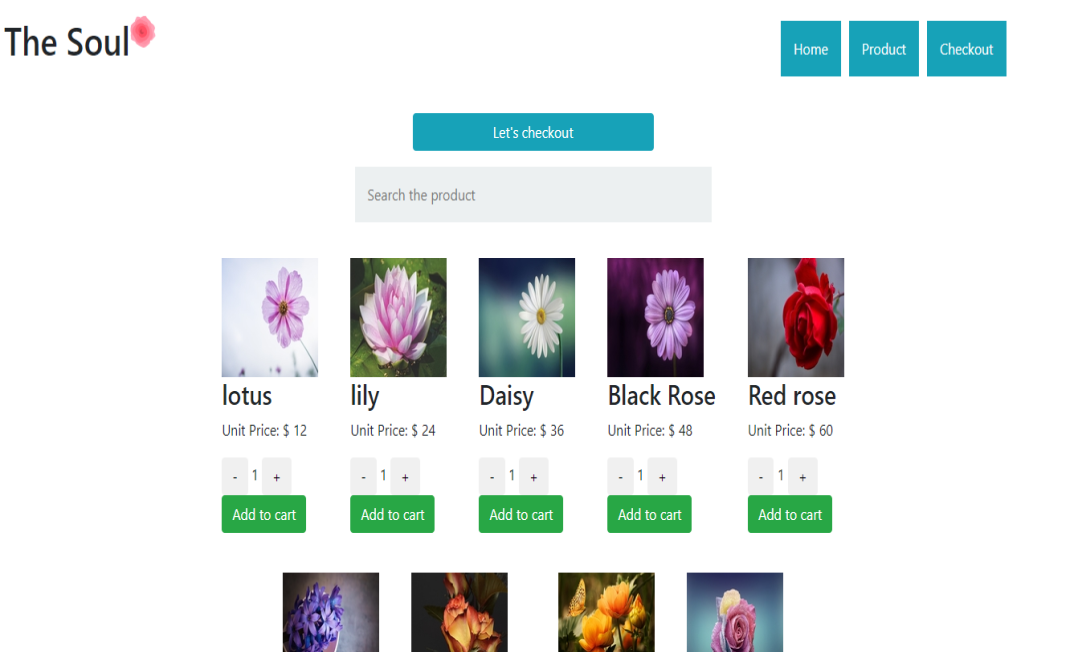 The Soul
Home Product Checkout
Let's checkout
Search the product
lotus lily Daisy Black Rose Red rose
Unit Price: $ 12 Unit Price: $ 24 Unit Price: $ 36 Unit Price: $ 48 Unit Price: $ 60
- 1 + - 1 + - 1 + - 1 + - 1 +
Add to cart Add to cart Add to cart Add to cart Add to cart